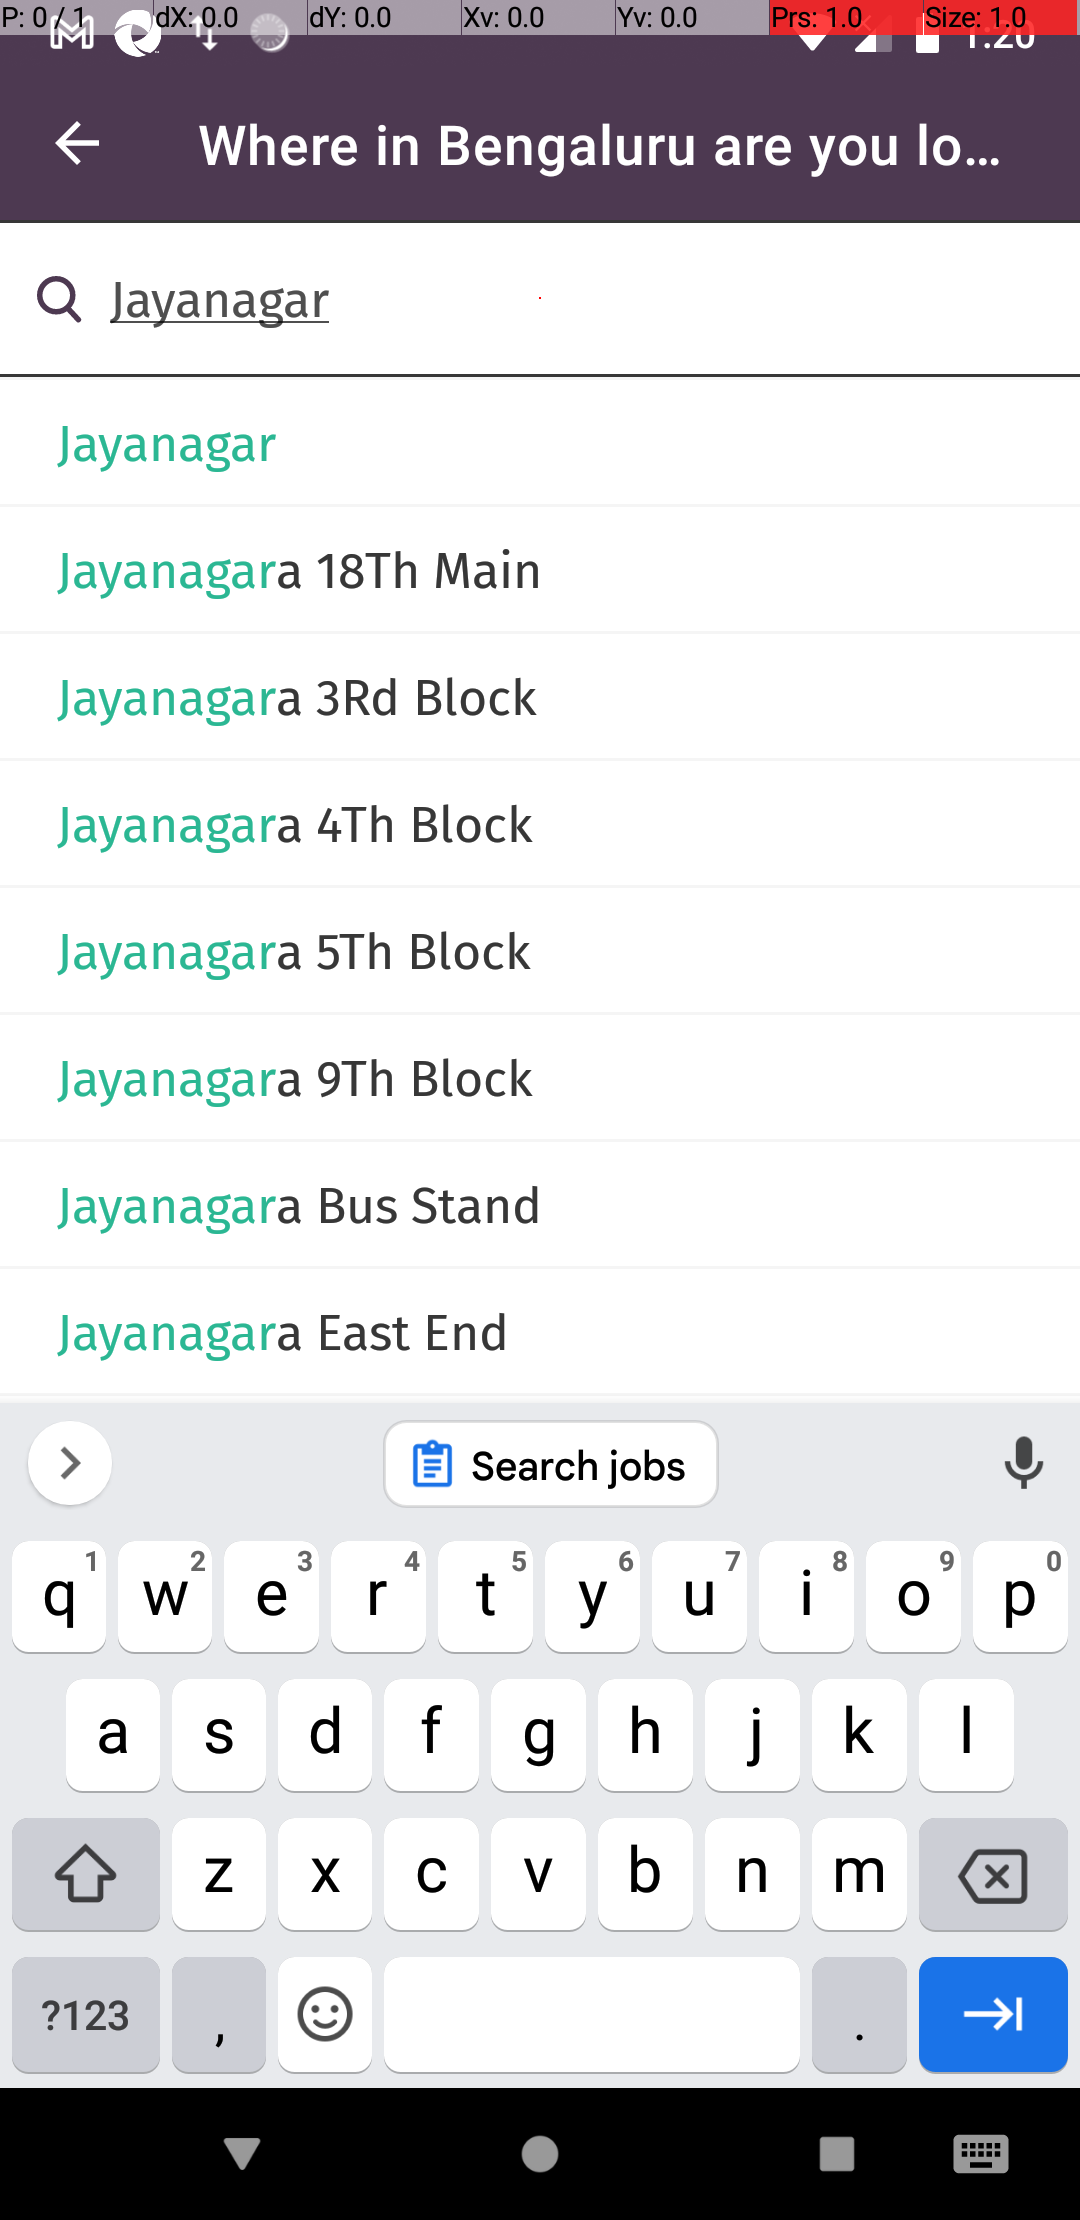 P: 0 / 1 dX: 0.0 dY: 0.0 Xv: 0.0 Yv: 0.0 Prs: 1.0 Size: 1.0
1:20
Where in Bengaluru are you lo...
Jayanagar
Jayanagar
Jayanagara 18Th Main
Jayanagara 3Rd Block
Jayanagara 4Th Block
Jayanagara 5Th Block
Jayanagara 9Th Block
Jayanagara Bus Stand
Jayanagara East End
Search jobs
q 1 w 2 e 3 r 4 t 5 y 6 u 7 i 8 o 9 p 0
a s d f g h j k l
z x c v b n m
?123 , .